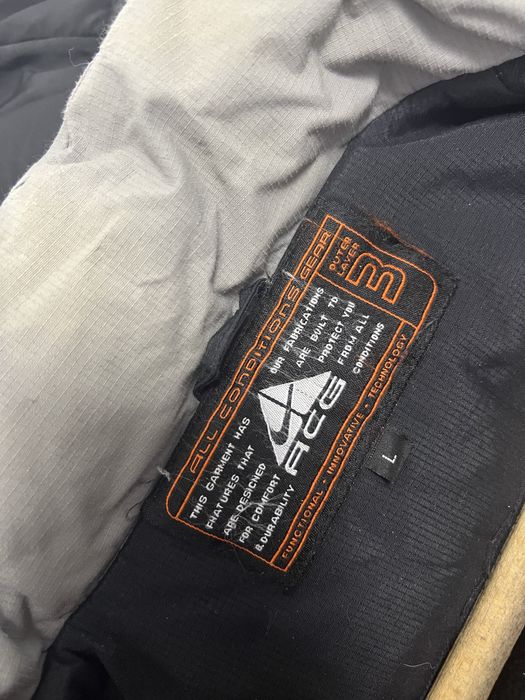 ALL CONDITIONS GEAR
OUTER
LAYER
3
THIS GARMENT HAS
FEATURES THAT
ARE DESIGNED
FOR COMFORT
& DURABILITY
ACG
OUR FABRICATIONS
ARE BUILT TO
PROTECT YOU
FROM ALL
CONDITIONS
FUNCTIONAL • INNOVATIVE • TECHNOLOGY
L